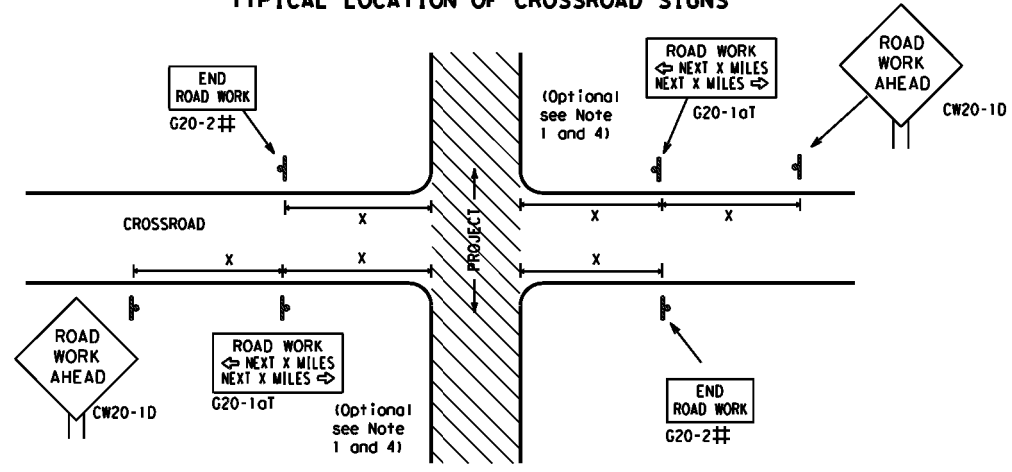 TYPICAL LOCATION OF CROSSROAD SIGNS
ROAD
WORK
AHEAD
CW20-1D
ROAD WORK
⇦ NEXT X MILES
NEXT X MILES ⇨
G20-1aT
(Optional
see Note
1 and 4)
END
ROAD WORK
G20-2#
X
X
X
CROSSROAD
PROJECT
X
X
X
ROAD
WORK
AHEAD
CW20-1D
ROAD WORK
⇦ NEXT X MILES
NEXT X MILES ⇨
G20-1aT
(Optional
see Note
1 and 4)
END
ROAD WORK
G20-2#